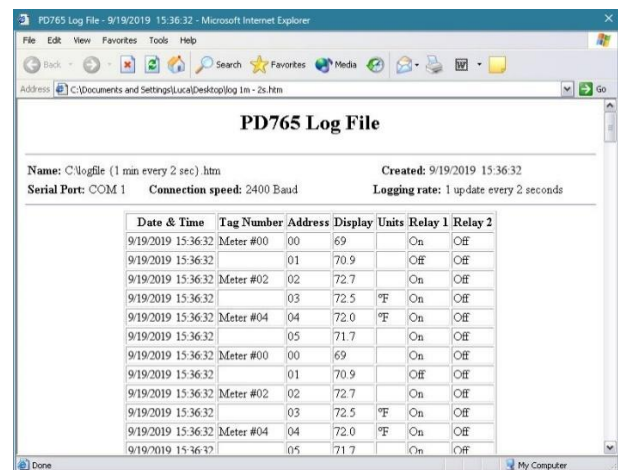 PD765 Log File - 9/19/2019 15:36:32 - Microsoft Internet Explorer
File Edit View Favorites Tools Help
Back Search Favorites Media
Address C:\Documents and Settings\Luca\Desktop\log 1m - 2s.htm Go
PD765 Log File
Name: C:\logfile (1 min every 2 sec).htm Created: 9/19/2019 15:36:32
Serial Port: COM 1 Connection speed: 2400 Baud Logging rate: 1 update every 2 seconds
Date & Time Tag Number Address Display Units Relay 1 Relay 2
9/19/2019 15:36:32 Meter #00 00 69 On Off
9/19/2019 15:36:32 01 70.9 Off Off
9/19/2019 15:36:32 Meter #02 02 72.7 On Off
9/19/2019 15:36:32 03 72.5 °F On Off
9/19/2019 15:36:32 Meter #04 04 72.0 °F On Off
9/19/2019 15:36:32 05 71.7 On Off
9/19/2019 15:36:32 Meter #00 00 69 On Off
9/19/2019 15:36:32 01 70.9 Off Off
9/19/2019 15:36:32 Meter #02 02 72.7 On Off
9/19/2019 15:36:32 03 72.5 °F On Off
9/19/2019 15:36:32 Meter #04 04 72.0 °F On Off
9/19/2019 15:36:32 05 71.7 On Off
Done My Computer